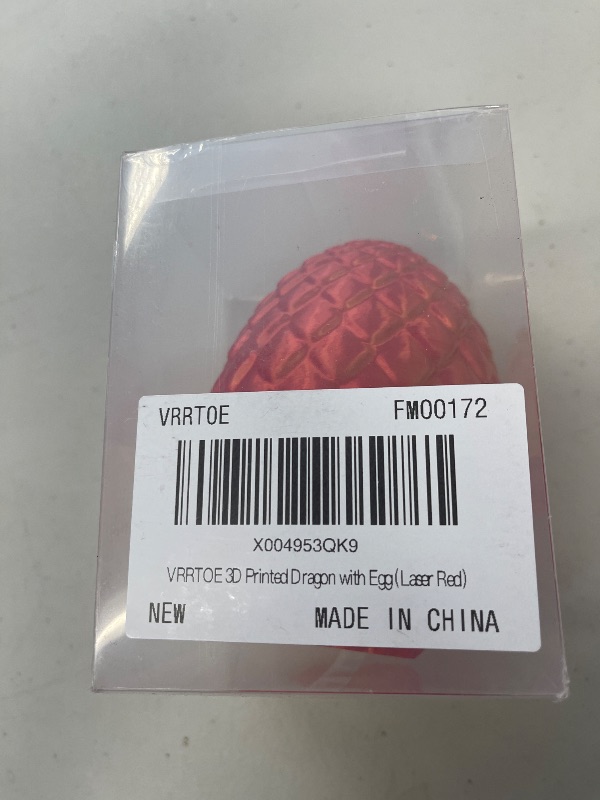 VRRTOE FM00172
X004953QK9
VRRTOE 3D Printed Dragon with Egg(Laser Red)
NEW MADE IN CHINA